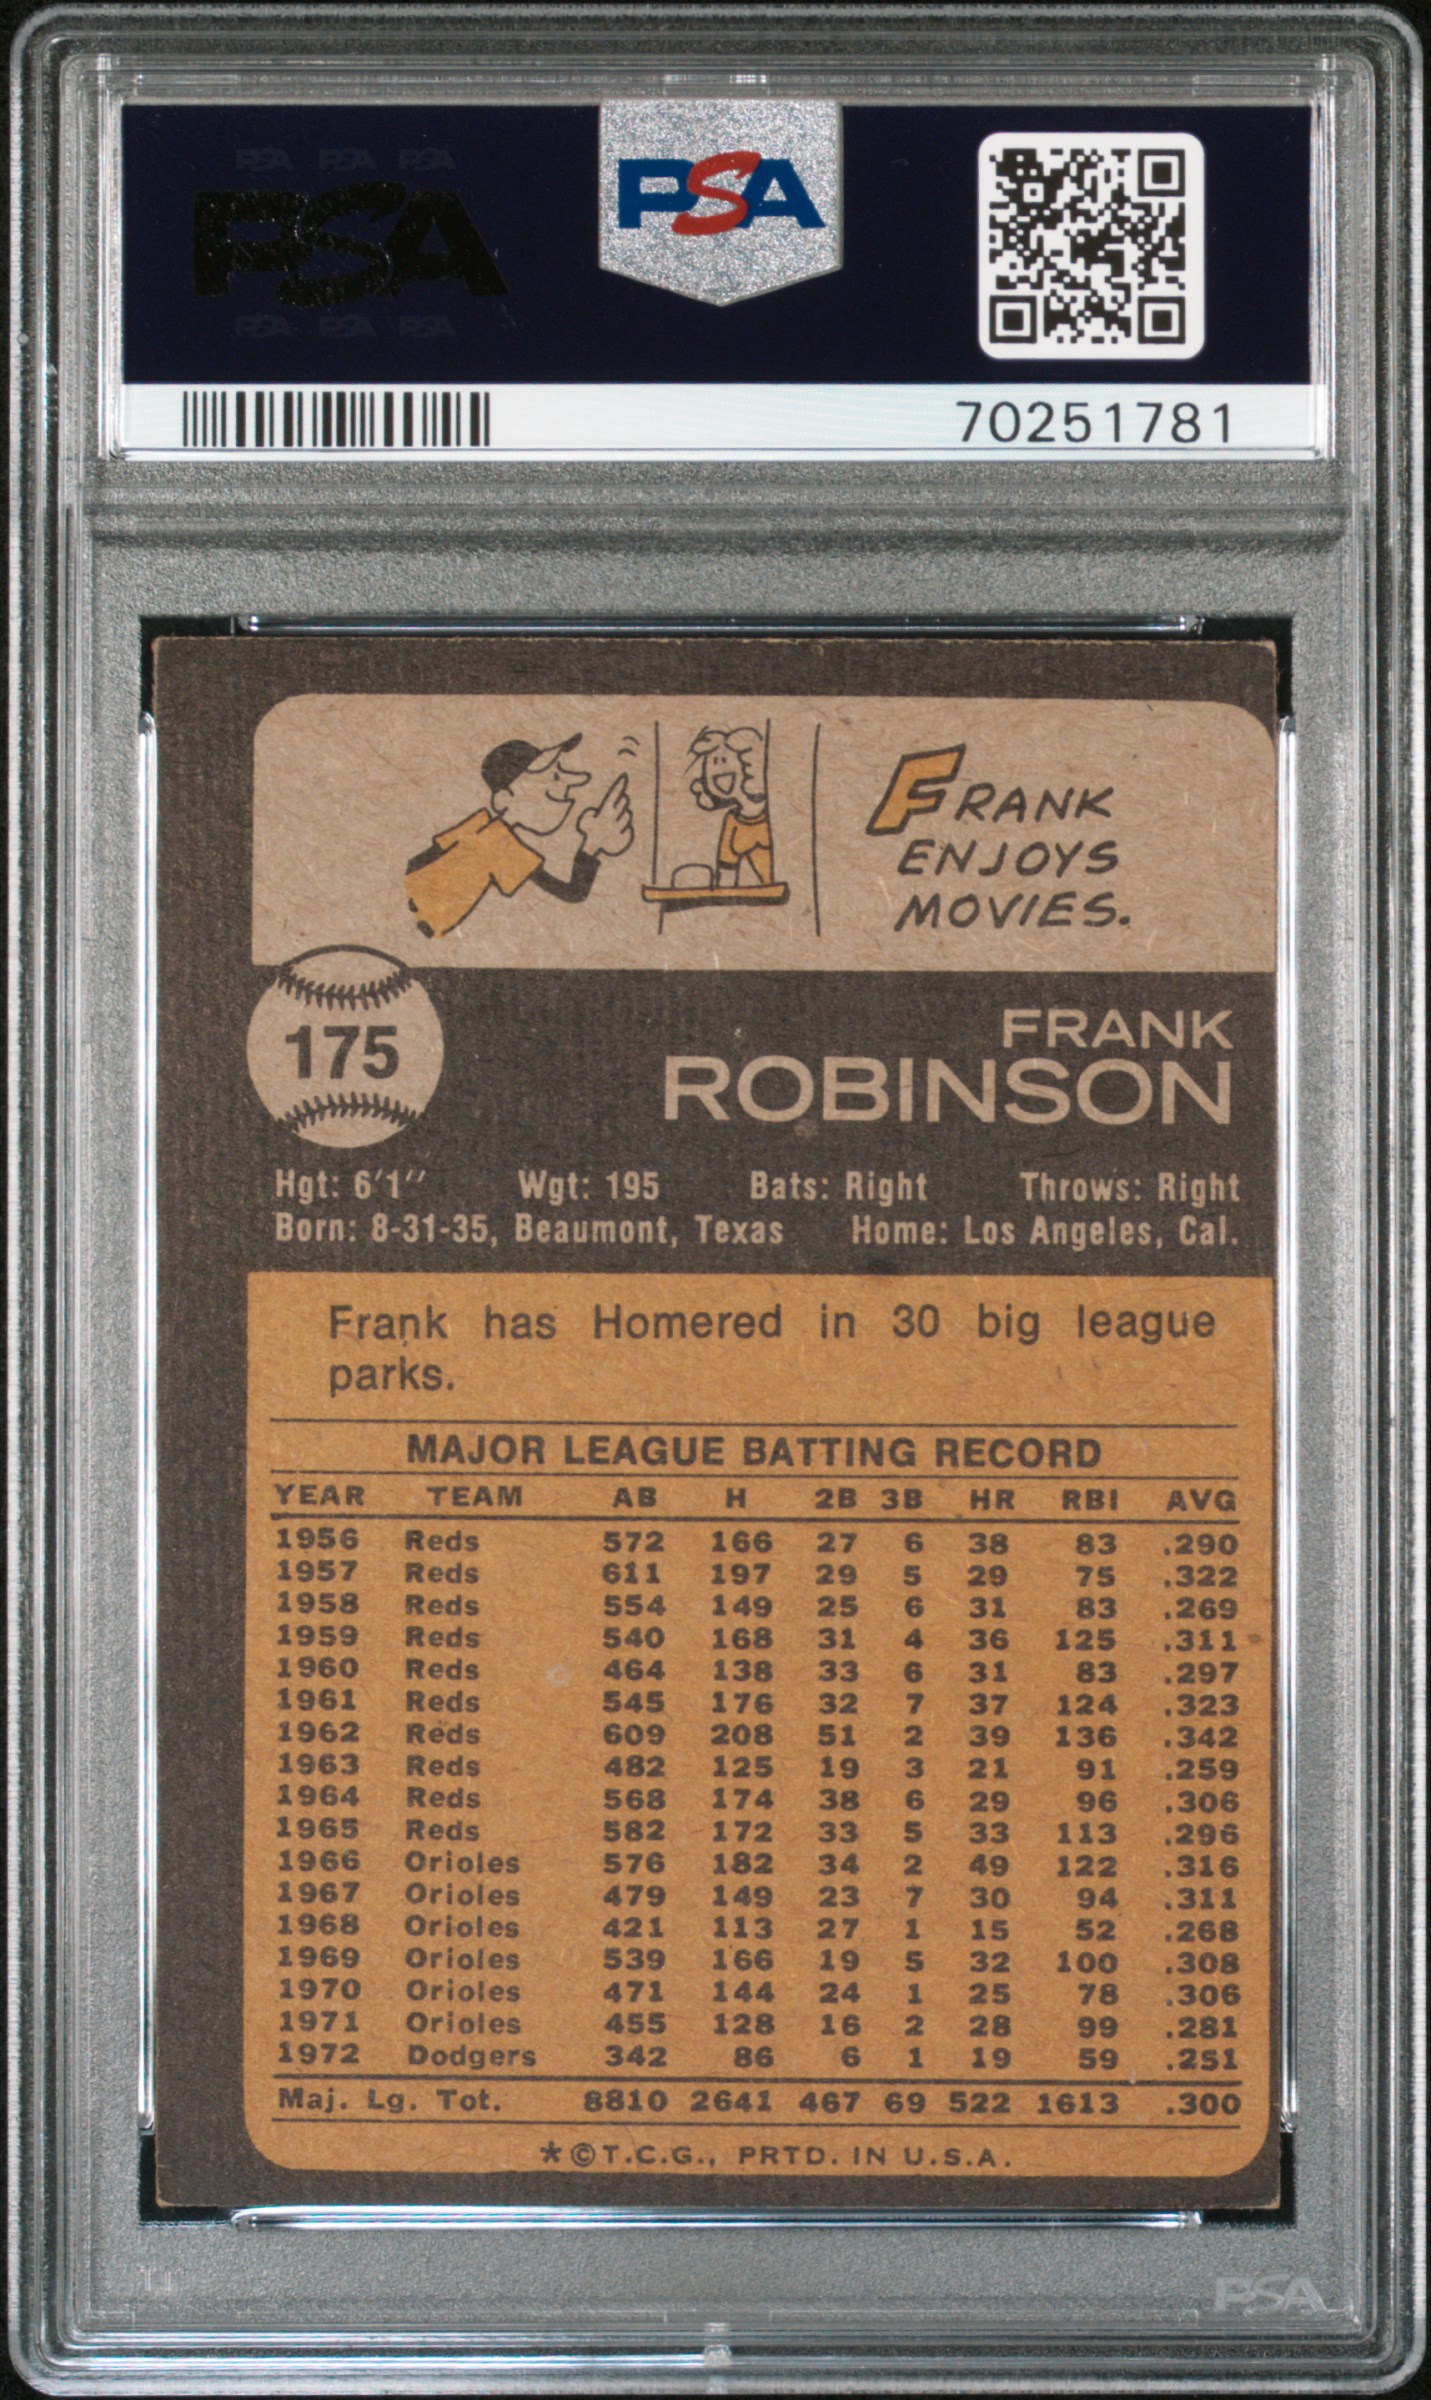 PSA PSA PSA
PSA
PSA PSA PSA
PSA
70251781
FRANK
ENJOYS
MOVIES.
175
FRANK
ROBINSON
Hgt: 6'1" Wgt: 195 Bats: Right Throws: Right
Born: 8-31-35, Beaumont, Texas Home: Los Angeles, Cal.
Frank has Homered in 30 big league
parks.
MAJOR LEAGUE BATTING RECORD
YEAR TEAM AB H 2B 3B HR RBI AVG
1956 Reds 572 166 27 6 38 83 .290
1957 Reds 611 197 29 5 29 75 .322
1958 Reds 554 149 25 6 31 83 .269
1959 Reds 540 168 31 4 36 125 .311
1960 Reds 464 138 33 6 31 83 .297
1961 Reds 545 176 32 7 37 124 .323
1962 Reds 609 208 51 2 39 136 .342
1963 Reds 482 125 19 3 21 91 .259
1964 Reds 568 174 38 6 29 96 .306
1965 Reds 582 172 33 5 33 113 .296
1966 Orioles 576 182 34 2 49 122 .316
1967 Orioles 479 149 23 7 30 94 .311
1968 Orioles 421 113 27 1 15 52 .268
1969 Orioles 539 166 19 5 32 100 .308
1970 Orioles 471 144 24 1 25 78 .306
1971 Orioles 455 128 16 2 28 99 .281
1972 Dodgers 342 86 6 1 19 59 .251
Maj. Lg. Tot. 8810 2641 467 69 522 1613 .300
*©T.C.G., PRTD. IN U.S.A.
PSA